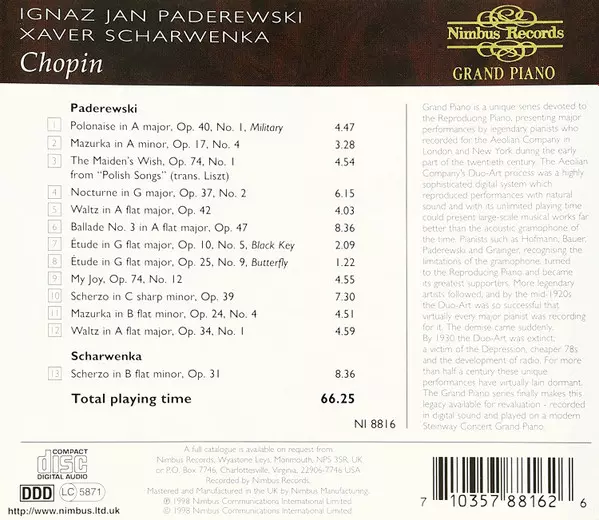 IGNAZ JAN PADEREWSKI
XAVER SCHARWENKA
Chopin
Nimbus Records
GRAND PIANO
Paderewski
1 Polonaise in A major, Op. 40, No. 1, Military 4.47
2 Mazurka in A minor, Op. 17, No. 4 3.28
3 The Maiden's Wish, Op. 74, No. 1 4.54
from "Polish Songs" (trans. Liszt)
4 Nocturne in G major, Op. 37, No. 2 6.15
5 Waltz in A flat major, Op. 42 4.03
6 Ballade No. 3 in A flat major, Op. 47 8.36
7 Étude in G flat major, Op. 10, No. 5, Black Key 2.09
8 Étude in G flat major, Op. 25, No. 9, Butterfly 1.22
9 My Joy, Op. 74, No. 12 4.55
10 Scherzo in C sharp minor, Op. 39 7.30
11 Mazurka in B flat minor, Op. 24, No. 4 4.51
12 Waltz in A flat major, Op. 34, No. 1 4.59
Scharwenka
13 Scherzo in B flat minor, Op. 31 8.36
Total playing time 66.25
NI 8816
Grand Piano is a unique series devoted to
the Reproducing Piano, presenting major
performances by legendary pianists who
recorded for the Aeolian Company in
London and New York during the early
part of the twentieth century. The Aeolian
Company's Duo-Art process was a highly
sophisticated digital system which
reproduced performances with natural
sound and with its unlimited playing time
could present large-scale musical works far
better than the acoustic gramophone of
the time. Pianists such as Hofmann, Bauer,
Paderewski and Grainger, recognising the
limitations of the gramophone, turned
to the Reproducing Piano and became
its greatest supporters. More legendary
artists followed, and by the mid-1920s
the Duo-Art was so successful that
virtually every major pianist was recording
for it. The demise came suddenly.
By 1930 the Duo-Art was extinct;
a victim of the Depression, cheaper 78s
and the development of radio. For more
than half a century these unique
performances have virtually lain dormant.
The Grand Piano series finally makes this
legacy available for revaluation - recorded
in digital sound and played on a modern
Steinway Concert Grand Piano.
COMPACT
disc
DIGITAL AUDIO
DDD LC 5871
http://www.nimbus.ltd.uk
A full catalogue is available on request from:
Nimbus Records, Wyastone Leys, Monmouth, NP5 3SR, UK
or P.O. Box 7746, Charlottesville, Virginia, 22906-7746 USA
Recorded by Nimbus Records.
Mastered and Manufactured in the UK by Nimbus Manufacturing.
℗ 1998 Nimbus Communications International Limited
© 1998 Nimbus Communications International Limited.
7 10357 88162 6